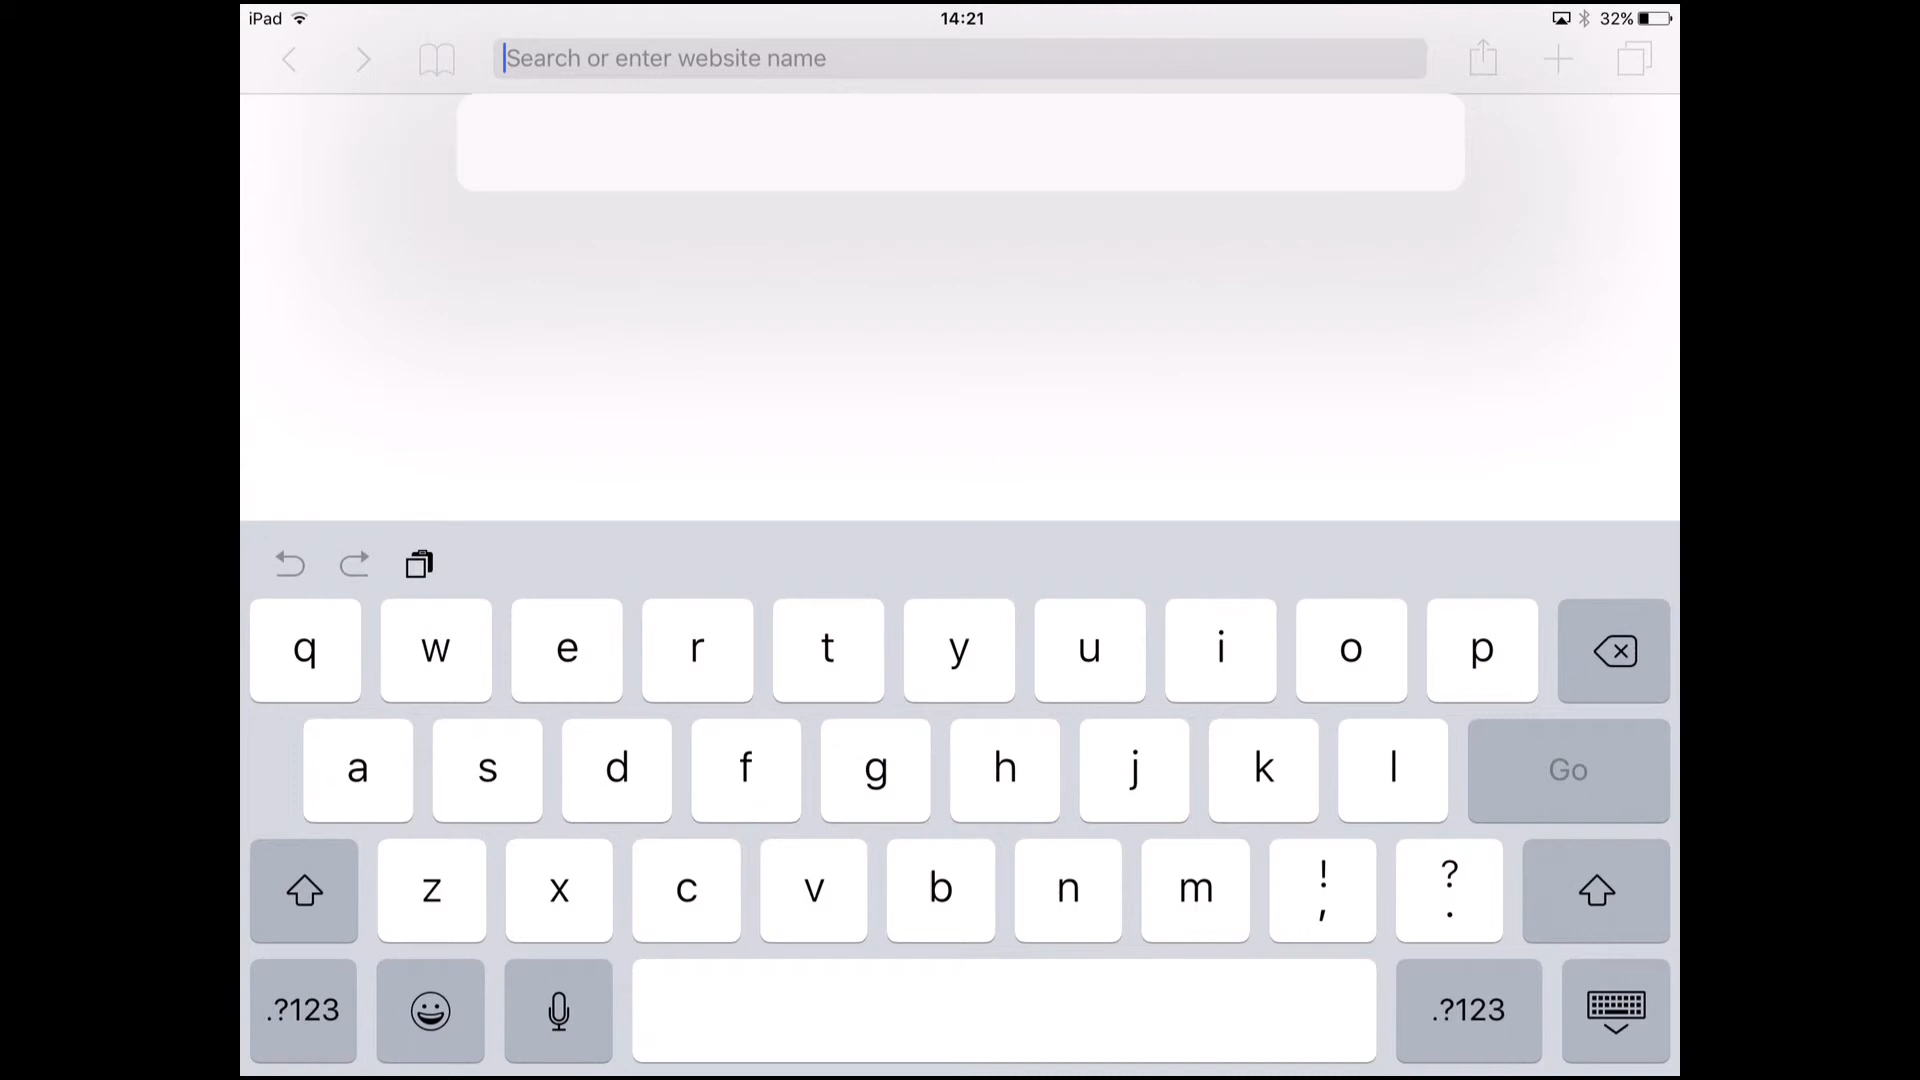 iPad 14:21 32%
Search or enter website name
q w e r t y u i o p
a s d f g h j k l Go
z x c v b n m ! , ? .
.?123 .?123